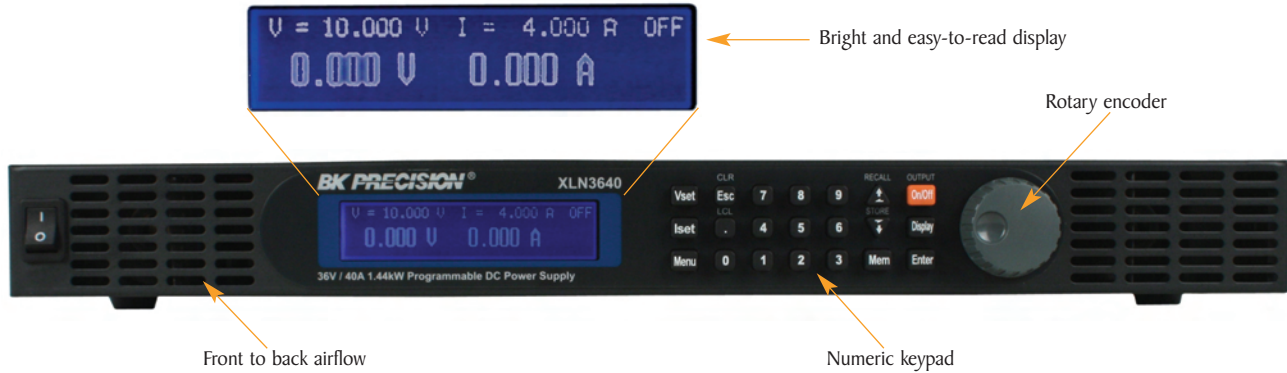 V = 10.000 V I = 4.000 A OFF
0.000 V 0.000 A
Bright and easy-to-read display
Rotary encoder
BK PRECISION® XLN3640
V = 10.000 V I = 4.000 A OFF
0.000 V 0.000 A
36V / 40A 1.44kW Programmable DC Power Supply
I
O
CLR RECALL OUTPUT
Vset Esc 7 8 9 On/Off
LCL STORE
Iset . 4 5 6 Display
Menu 0 1 2 3 Mem Enter
Front to back airflow
Numeric keypad